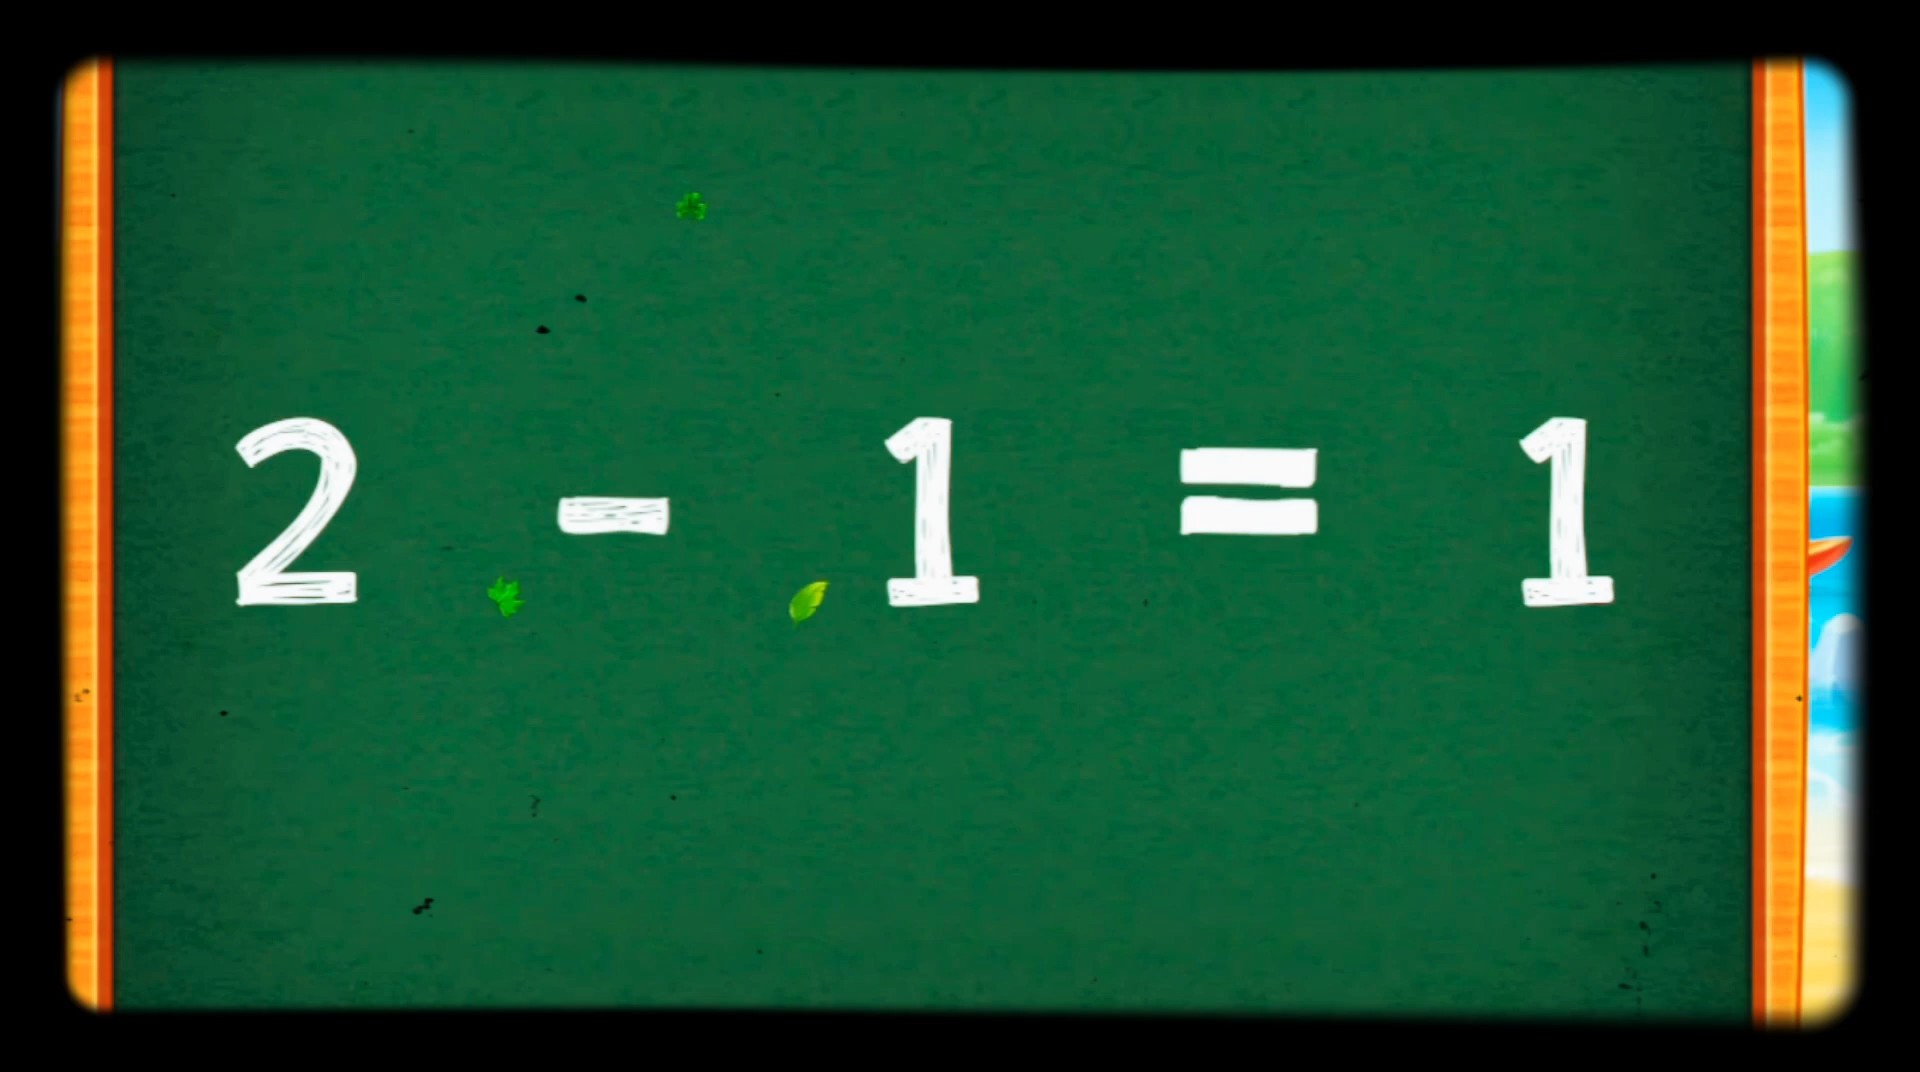 2 - 1 = 1